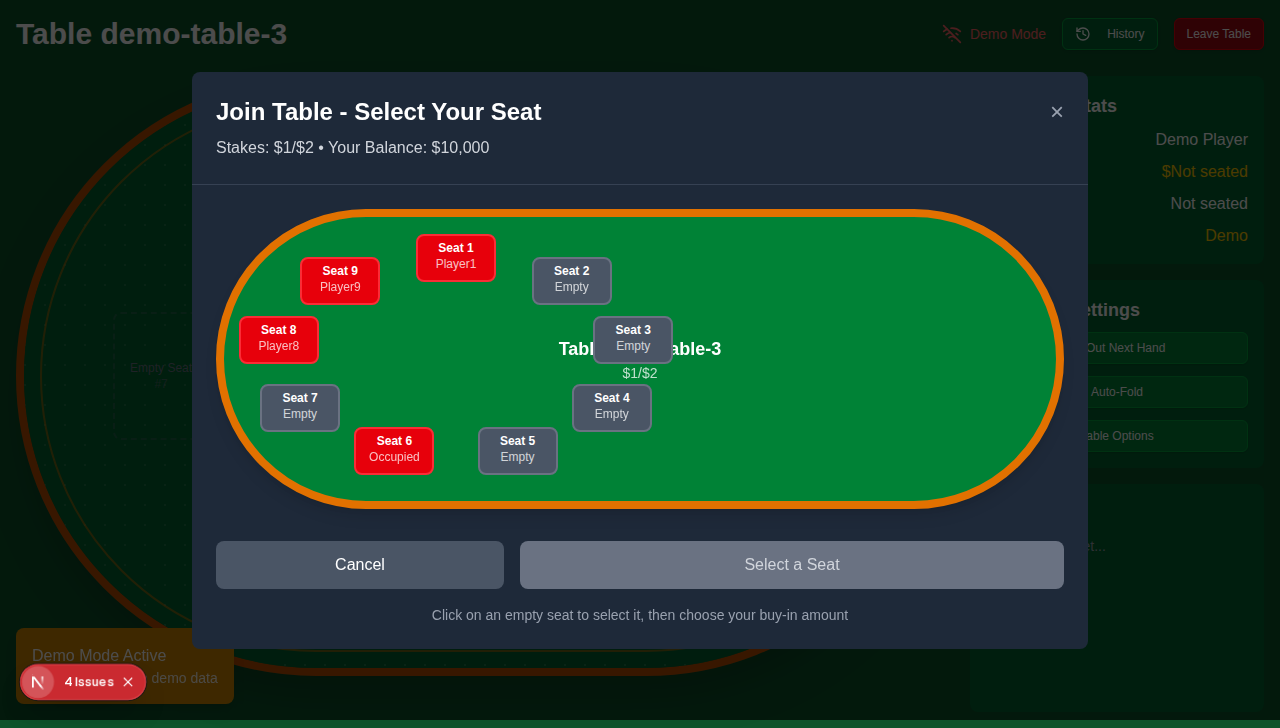 Table demo-table-3
Demo Mode
History
Leave Table
Join Table - Select Your Seat
×
Stakes: $1/$2 • Your Balance: $10,000
tats
Demo Player
$Not seated
Not seated
Demo
Seat 1
Player1
Seat 9
Player9
Seat 2
Empty
Seat 8
Player8
Seat 3
Empty
Tabl
able-3
$1/$2
Seat 7
Empty
Seat 4
Empty
Seat 6
Occupied
Seat 5
Empty
ettings
Out Next Hand
Auto-Fold
able Options
Empty Seat
#7
et...
Cancel
Select a Seat
Click on an empty seat to select it, then choose your buy-in amount
Demo Mode Active
demo data
N
4 Issues